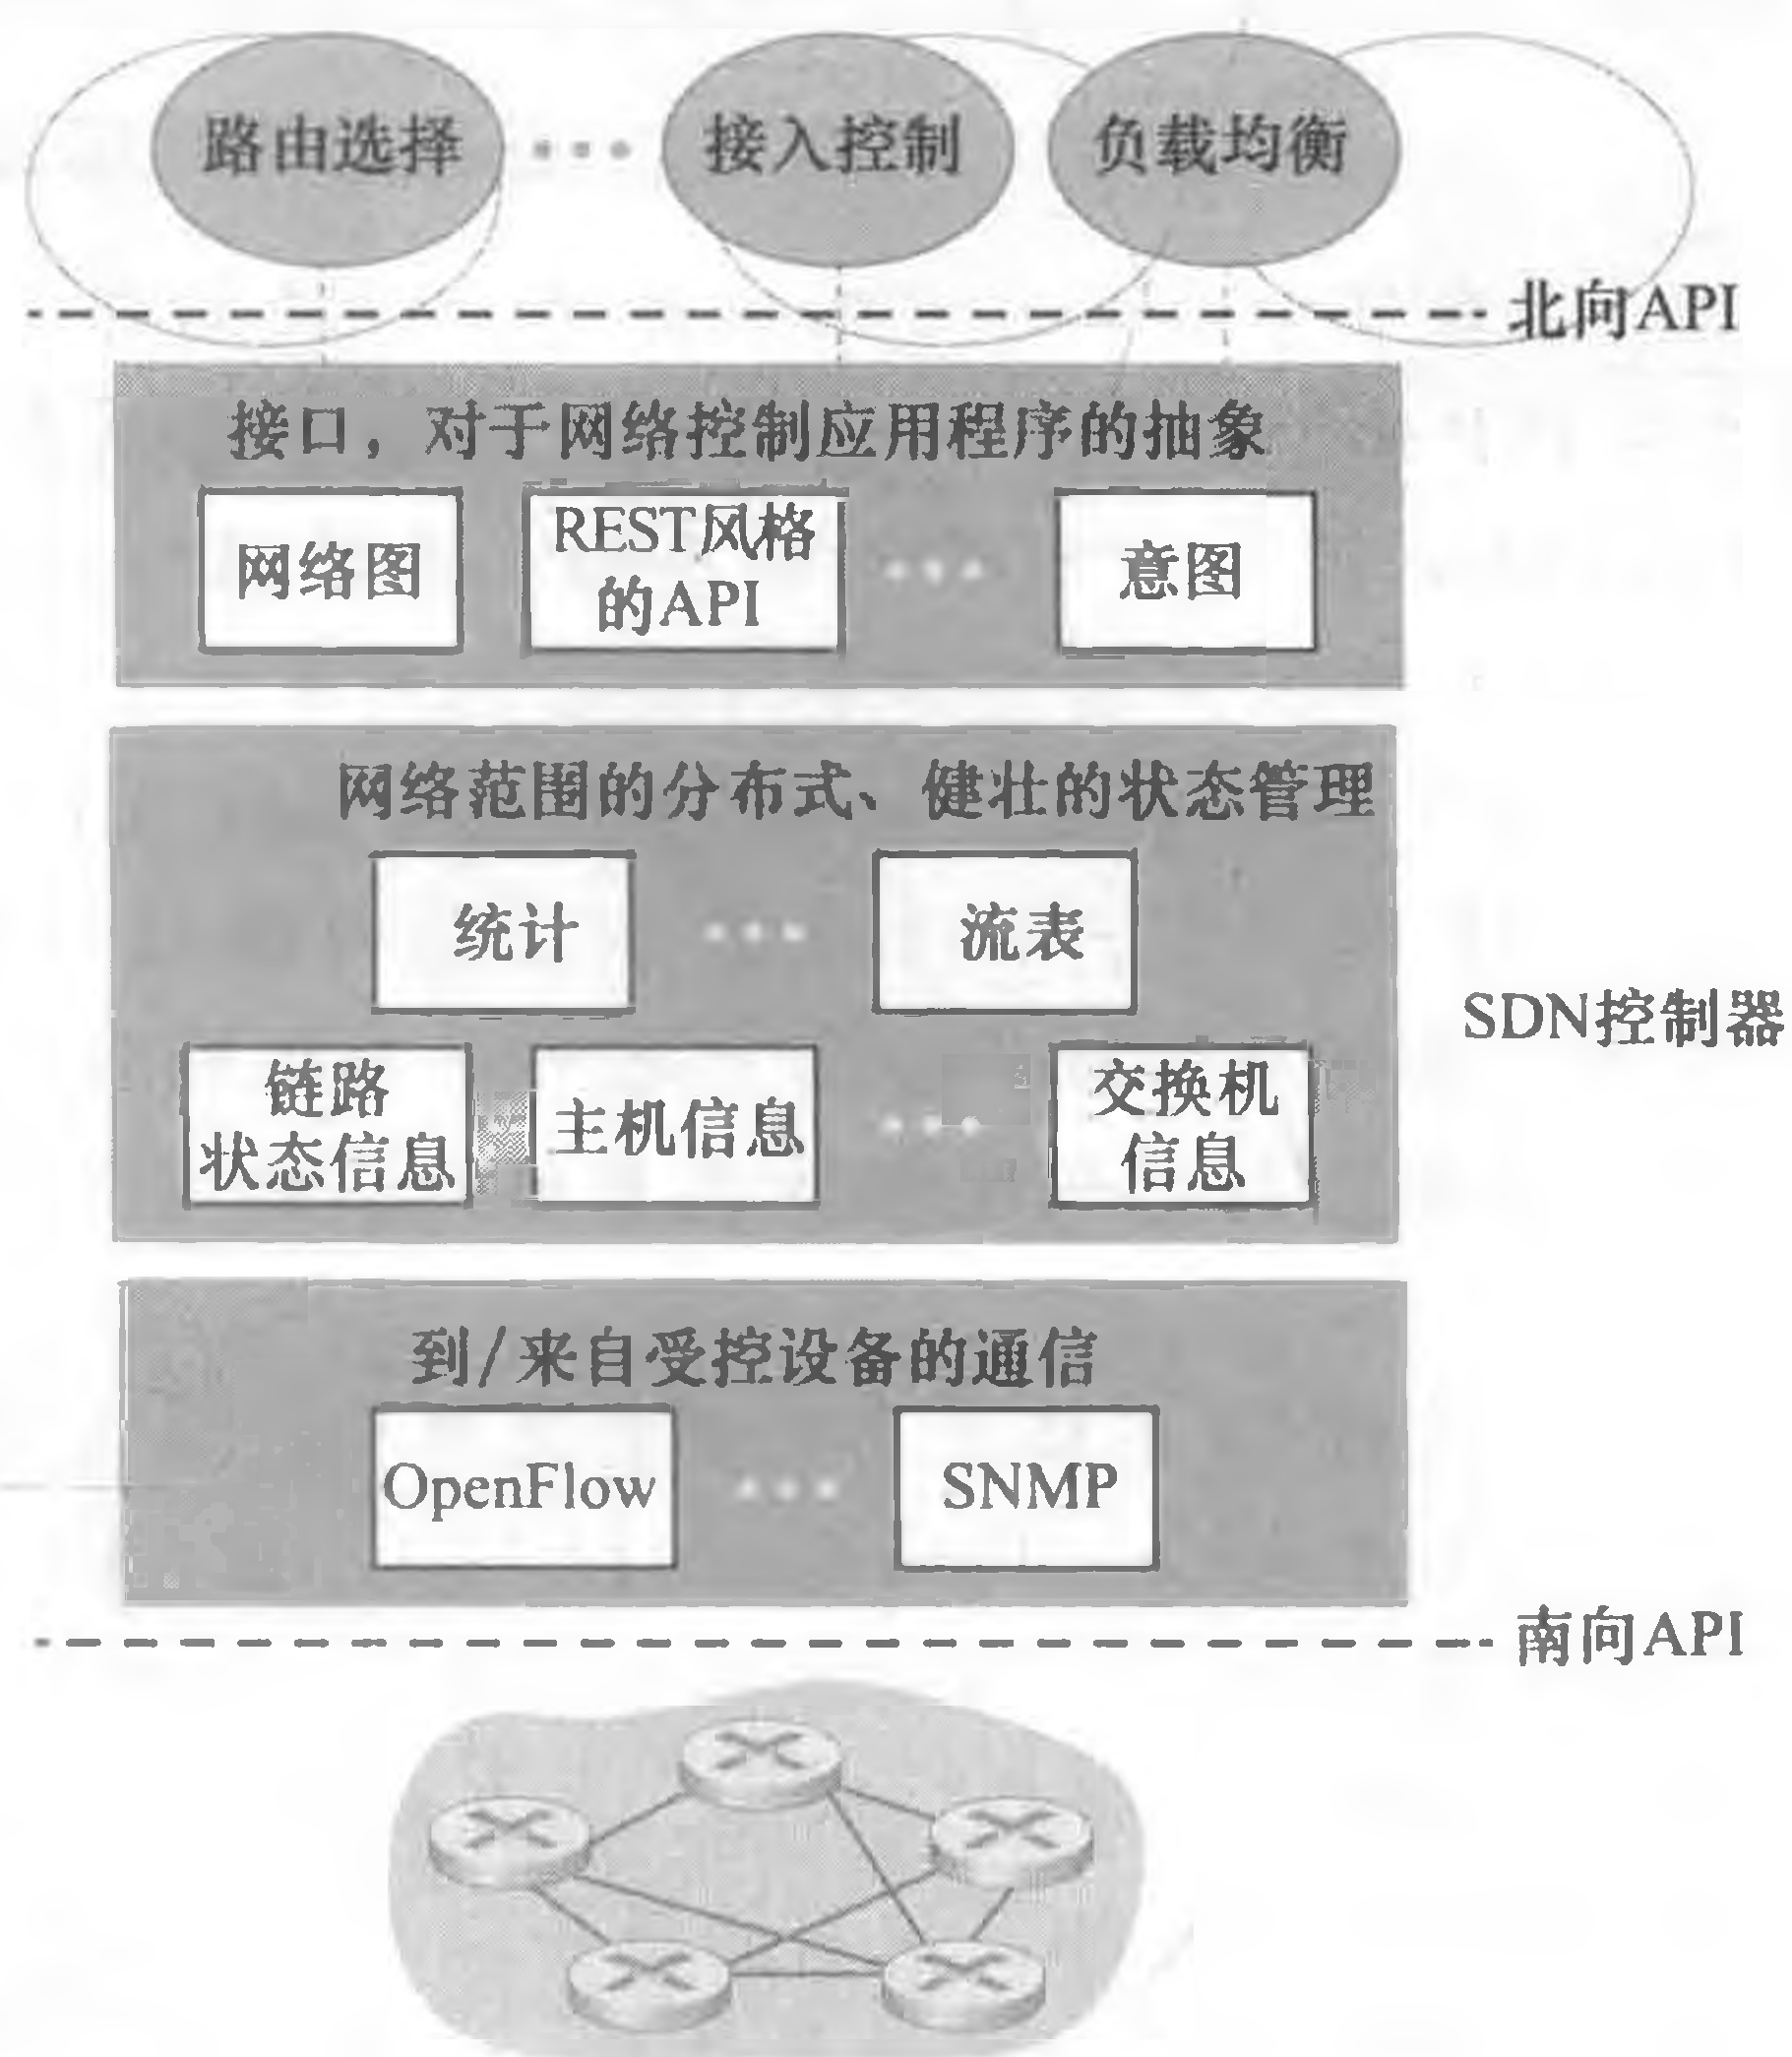 路由选择
接入控制
负载均衡
北向API
接口，对于网络控制应用程序的抽象
网络图
REST风格
的API
意图
网络范围的分布式、健壮的状态管理
统计
流表
SDN控制器
链路
状态信息
主机信息
交换机
信息
到/来自受控设备的通信
OpenFlow
SNMP
南向API